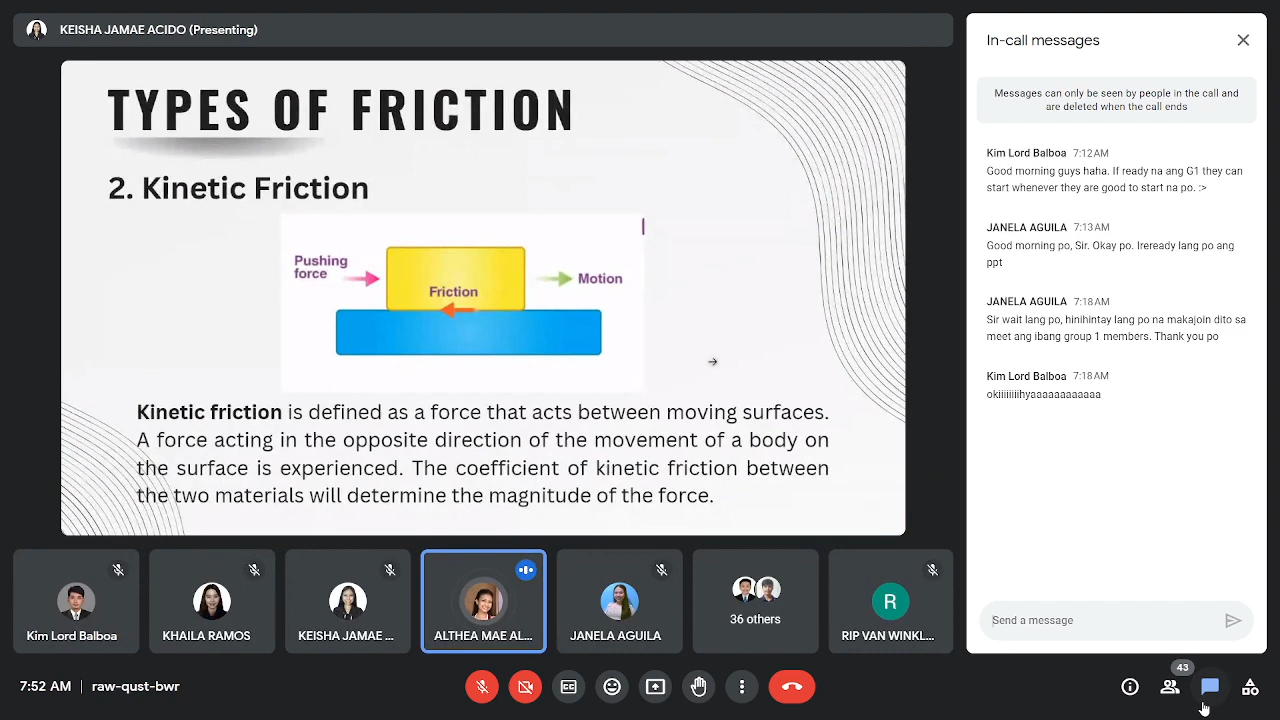 KEISHA JAMAE ACIDO (Presenting)
TYPES OF FRICTION
2. Kinetic Friction
Pushing
force
Friction
Motion
Kinetic friction is defined as a force that acts between moving surfaces.
A force acting in the opposite direction of the movement of a body on
the surface is experienced. The coefficient of kinetic friction between
the two materials will determine the magnitude of the force.
Kim Lord Balboa
KHAILA RAMOS
KEISHA JAMAE ...
ALTHEA MAE AL...
JANELA AGUILA
36 others
R
RIP VAN WINKL...
7:52 AM | raw-qust-bwr
In-call messages
Messages can only be seen by people in the call and
are deleted when the call ends
Kim Lord Balboa 7:12 AM
Good morning guys haha. If ready na ang G1 they can
start whenever they are good to start na po. :>
JANELA AGUILA 7:13 AM
Good morning po, Sir. Okay po. Ireready lang po ang
ppt
JANELA AGUILA 7:18 AM
Sir wait lang po, hinihintay lang po na makajoin dito sa
meet ang ibang group 1 members. Thank you po
Kim Lord Balboa 7:18 AM
okiiiiiiiihyaaaaaaaaaaaa
Send a message
43